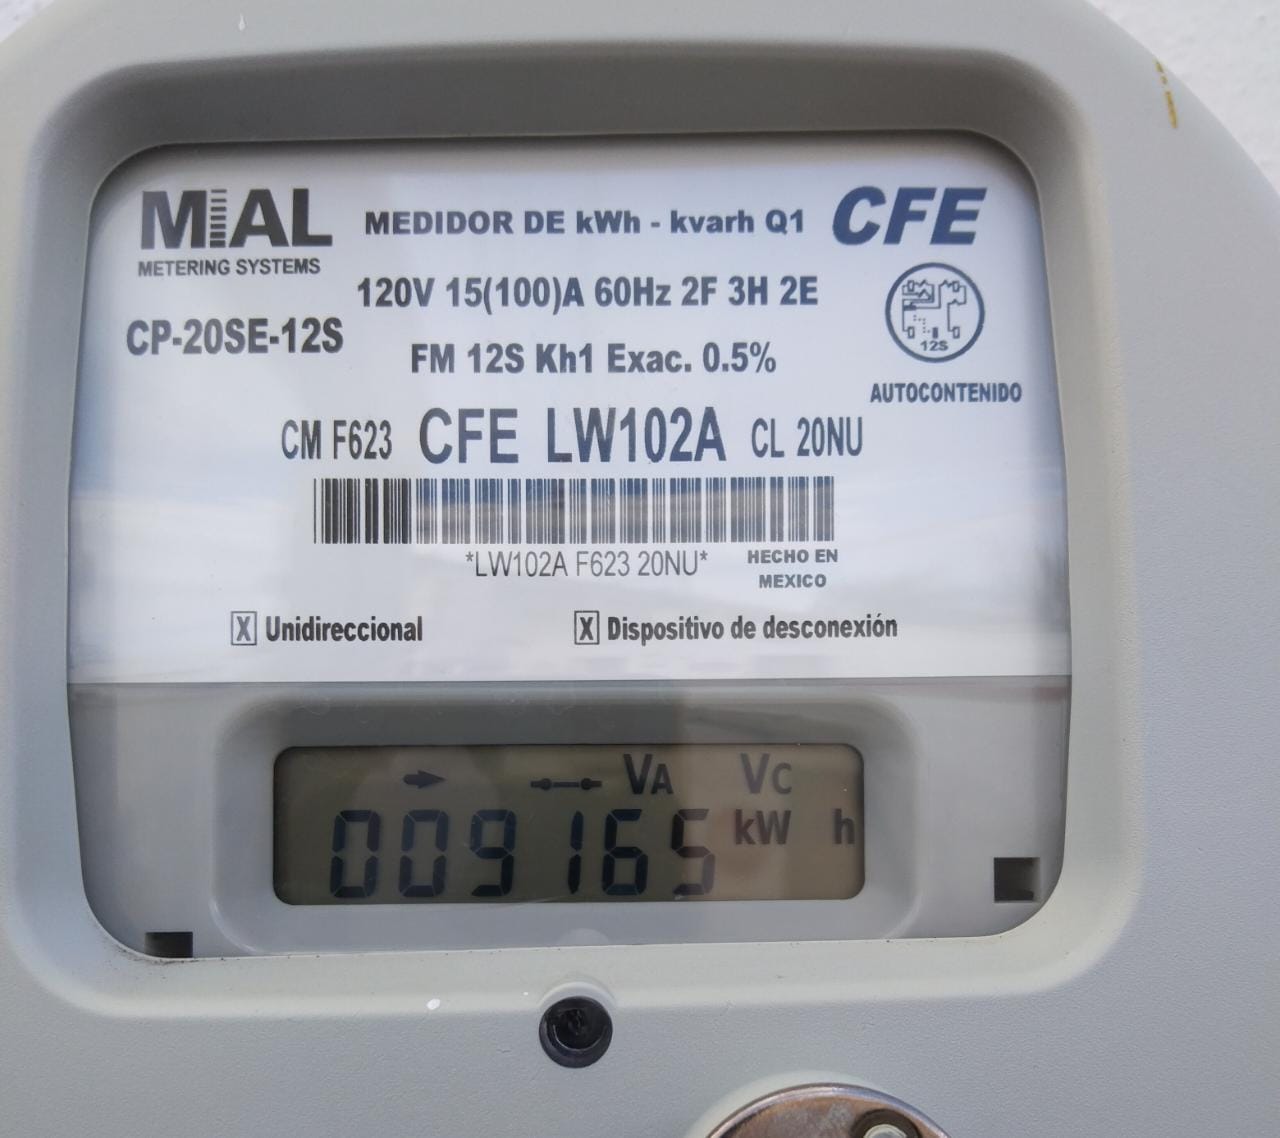 MIAL
METERING SYSTEMS
MEDIDOR DE kWh - kvarh Q1
CFE
120V 15(100)A 60Hz 2F 3H 2E
CP-20SE-12S
FM 12S Kh1 Exac. 0.5%
12S
AUTOCONTENIDO
CM F623 CFE LW102A CL 20NU
*LW102A F623 20NU*
HECHO EN
MEXICO
X Unidireccional
X Dispositivo de desconexión
VA VC
009165 kW h